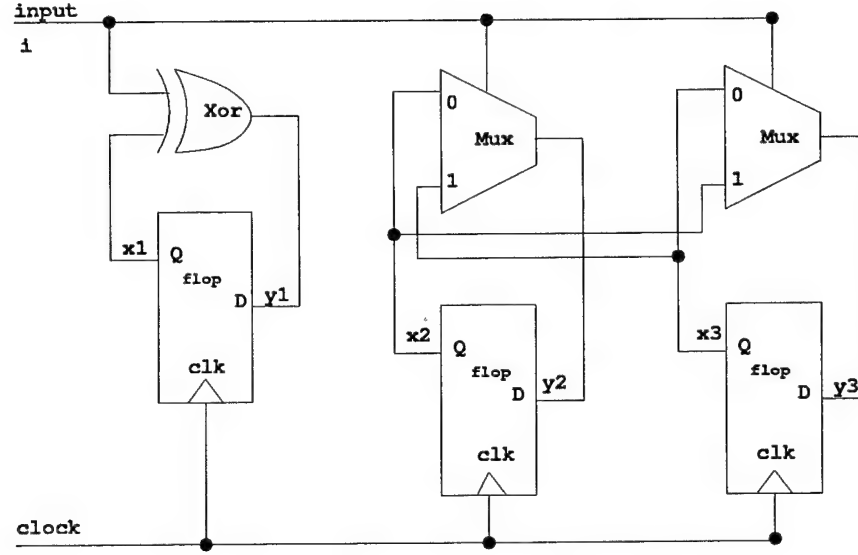 input
i
Xor
0
Mux
1
0
Mux
1
x1
Q
flop
D
y1
clk
x2
Q
flop
D
y2
clk
x3
Q
flop
D
y3
clk
clock